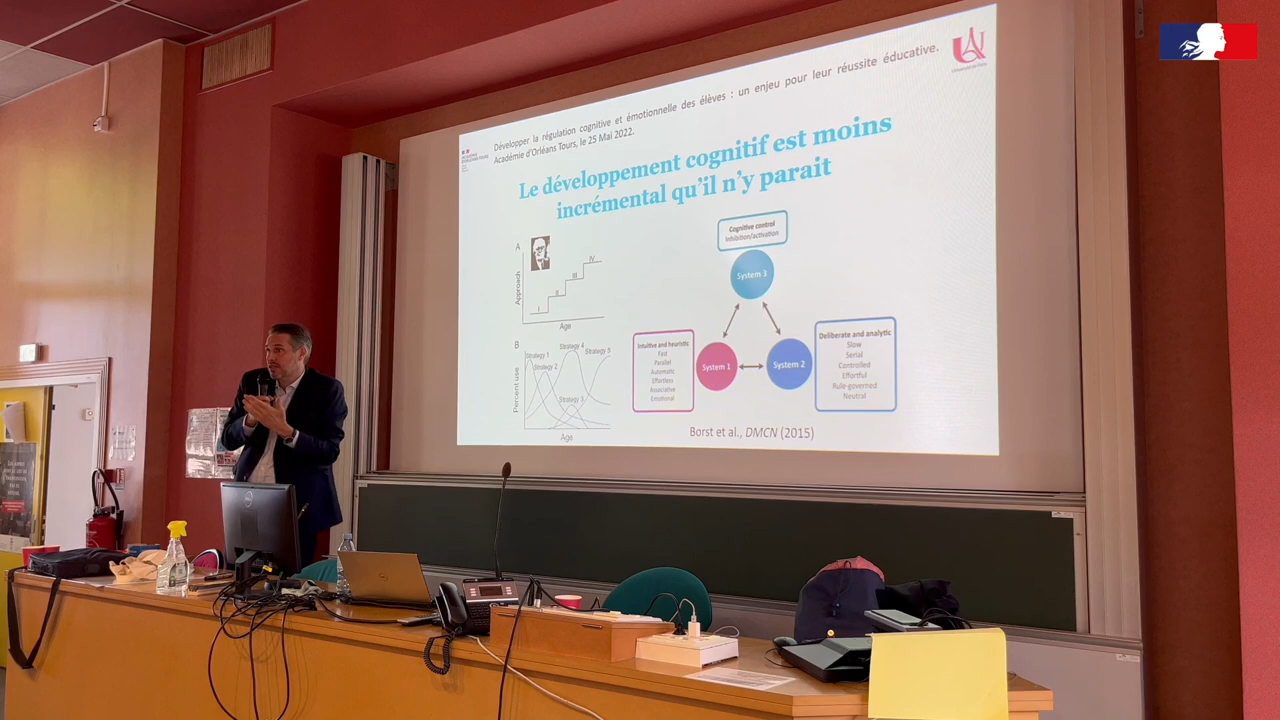 Développer la régulation cognitive et émotionnelle des élèves : un enjeu pour leur réussite éducative.
Académie d'Orléans Tours, le 25 Mai 2022.
Le développement cognitif est moins
incrémental qu'il n'y parait
A
Approach
I
II
III
IV
Age
B
Percent use
Strategy 1
Strategy 2
Strategy 3
Strategy 4
Strategy 5
Age
Cognitive control
Inhibition/activation
System 3
Intuitive and heuristic
Fast
Parallel
Automatic
Effortless
Associative
Emotional
System 1
System 2
Deliberate and analytic
Slow
Serial
Controlled
Effortful
Rule-governed
Neutral
Borst et al., DMCN (2015)
DELL